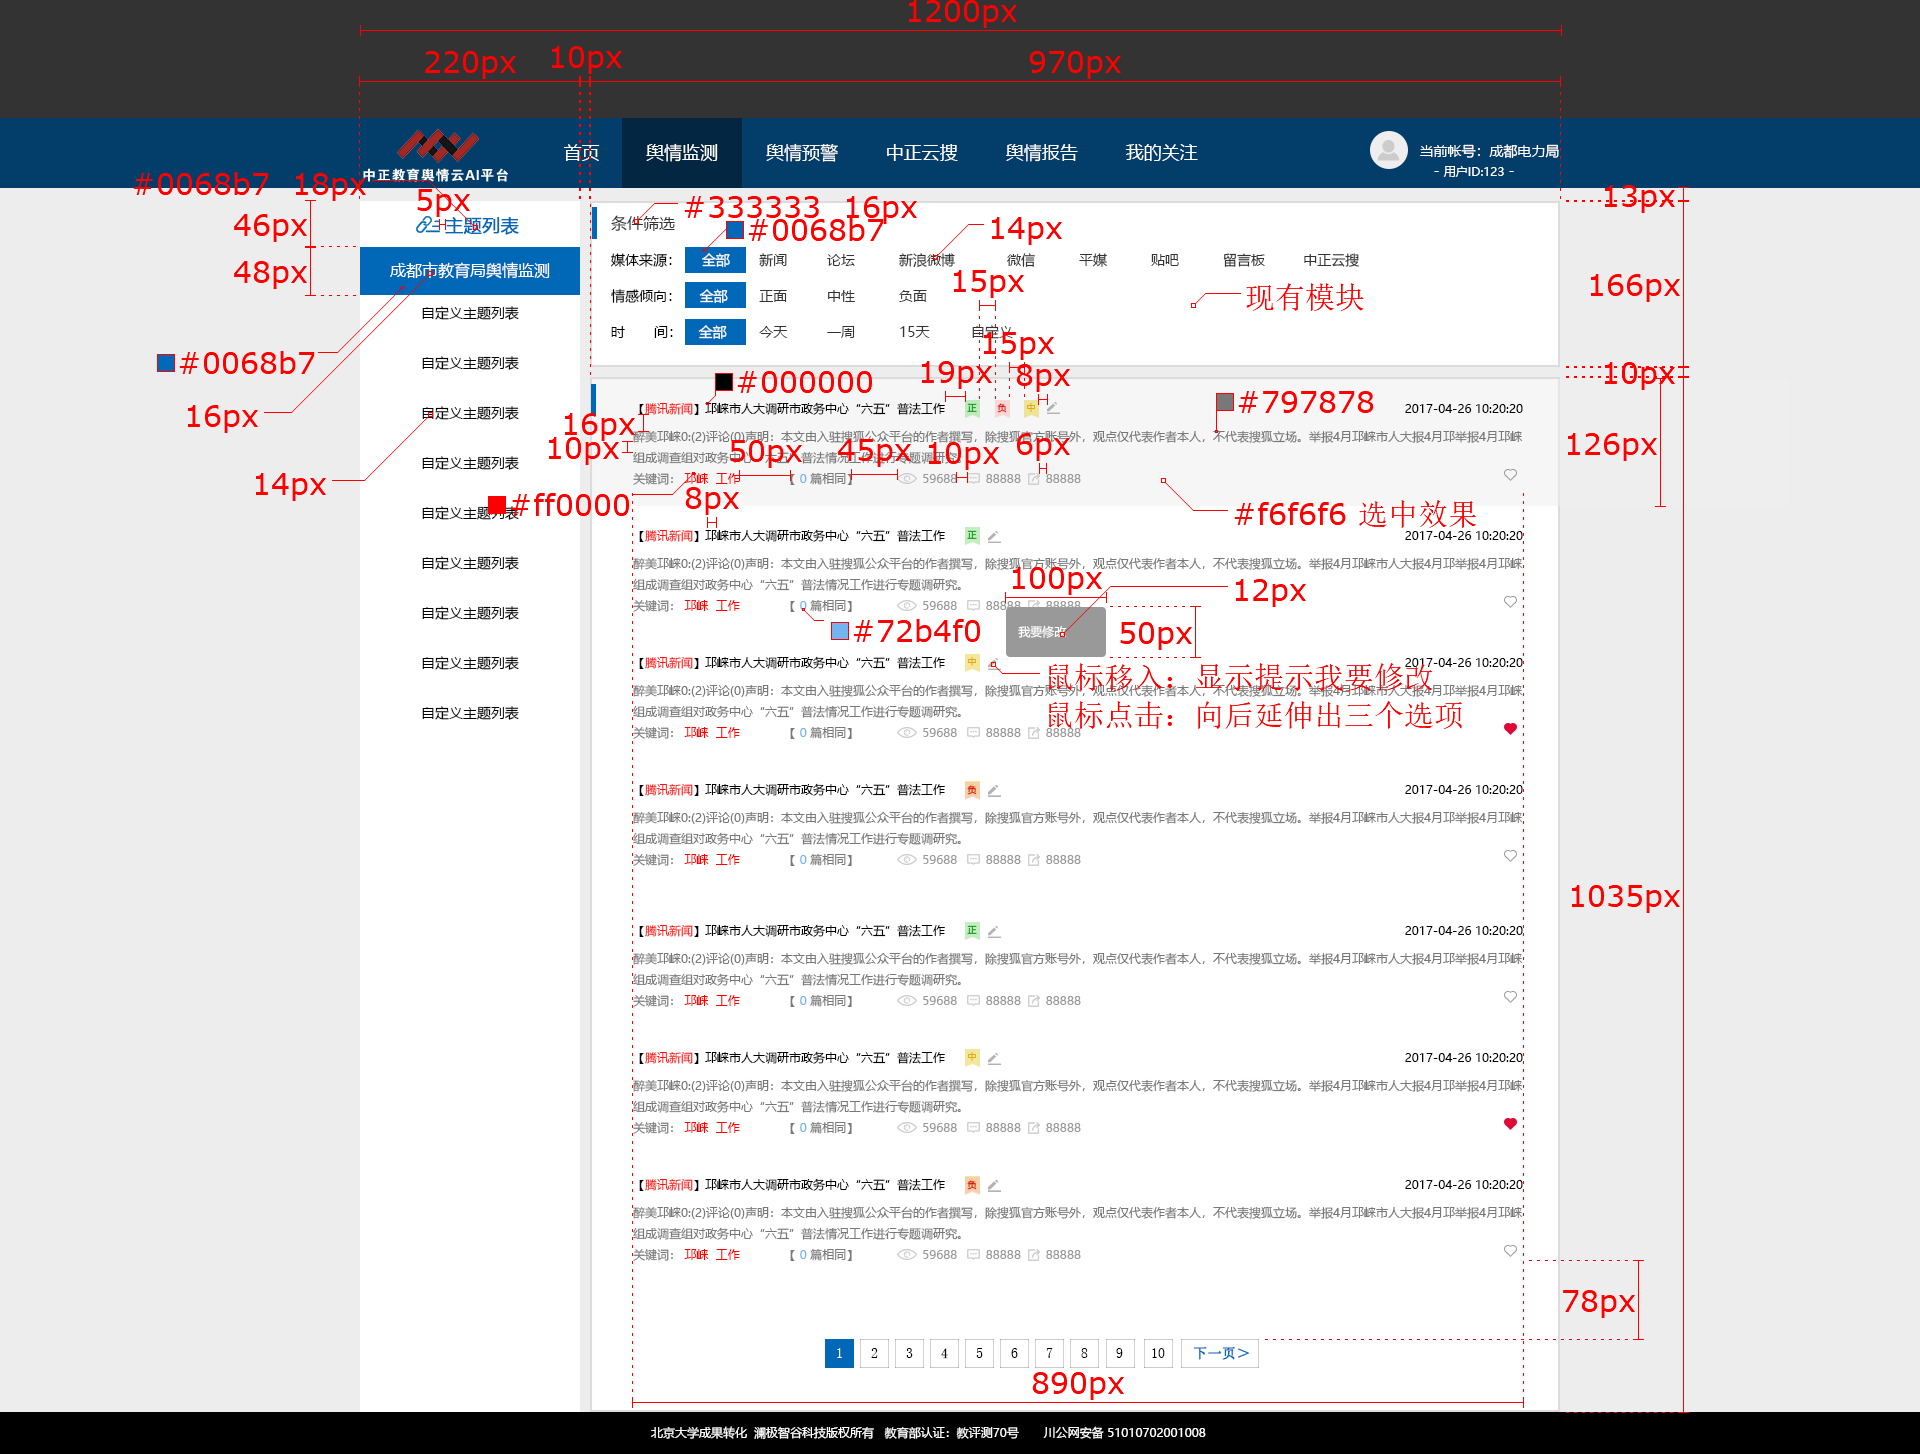 1200px
220px 10px 970px
中正教育舆情云AI平台
首页 舆情监测 舆情预警 中正云搜 舆情报告 我的关注
当前帐号：成都电力局
- 用户ID:123 -
#0068b7 18px
5px
13px
46px
主题列表
48px
成都市教育局舆情监测
自定义主题列表
自定义主题列表
#0068b7
16px
自定义主题列表
自定义主题列表
14px
自定义主题列表
自定义主题列表
自定义主题列表
自定义主题列表
自定义主题列表
条件筛选
#333333 16px
#0068b7
14px
媒体来源： 全部 新闻 论坛 新浪微博 微信 平媒 贴吧 留言板 中正云搜
15px
情感倾向： 全部 正面 中性 负面
现有模块
166px
时 间： 全部 今天 一周 15天 自定义
15px
19px 8px
10px
#000000
#797878
【腾讯新闻】邛崃市人大调研市政务中心“六五”普法工作 正 负 中 2017-04-26 10:20:20
16px
10px
126px
醉美邛崃0:(2)评论(0)声明：本文由入驻搜狐公众平台的作者撰写，除搜狐官方账号外，观点仅代表作者本人，不代表搜狐立场。举报4月邛崃市人大报4月邛举报4月邛崃
组成调查组对政务中心“六五”普法情况工作进行专题调研究。
50px 45px 10px 6px
关键词： 邛崃 工作 【 0 篇相同】 59688 88888 88888
8px
#ff0000
#f6f6f6 选中效果
【腾讯新闻】邛崃市人大调研市政务中心“六五”普法工作 正 2017-04-26 10:20:20
醉美邛崃0:(2)评论(0)声明：本文由入驻搜狐公众平台的作者撰写，除搜狐官方账号外，观点仅代表作者本人，不代表搜狐立场。举报4月邛崃市人大报4月邛举报4月邛崃
组成调查组对政务中心“六五”普法情况工作进行专题调研究。
100px
12px
关键词： 邛崃 工作 【 0 篇相同】 59688 88888 88888
#72b4f0
我要修改
50px
【腾讯新闻】邛崃市人大调研市政务中心“六五”普法工作 中 2017-04-26 10:20:20
鼠标移入：显示提示我要修改
醉美邛崃0:(2)评论(0)声明：本文由入驻搜狐公众平台的作者撰写，除搜狐官方账号外，观点仅代表作者本人，不代表搜狐立场。举报4月邛崃市人大报4月邛举报4月邛崃
组成调查组对政务中心“六五”普法情况工作进行专题调研究。
鼠标点击：向后延伸出三个选项
关键词： 邛崃 工作 【 0 篇相同】 59688 88888 88888
【腾讯新闻】邛崃市人大调研市政务中心“六五”普法工作 负 2017-04-26 10:20:20
醉美邛崃0:(2)评论(0)声明：本文由入驻搜狐公众平台的作者撰写，除搜狐官方账号外，观点仅代表作者本人，不代表搜狐立场。举报4月邛崃市人大报4月邛举报4月邛崃
组成调查组对政务中心“六五”普法情况工作进行专题调研究。
关键词： 邛崃 工作 【 0 篇相同】 59688 88888 88888
1035px
【腾讯新闻】邛崃市人大调研市政务中心“六五”普法工作 正 2017-04-26 10:20:20
醉美邛崃0:(2)评论(0)声明：本文由入驻搜狐公众平台的作者撰写，除搜狐官方账号外，观点仅代表作者本人，不代表搜狐立场。举报4月邛崃市人大报4月邛举报4月邛崃
组成调查组对政务中心“六五”普法情况工作进行专题调研究。
关键词： 邛崃 工作 【 0 篇相同】 59688 88888 88888
【腾讯新闻】邛崃市人大调研市政务中心“六五”普法工作 中 2017-04-26 10:20:20
醉美邛崃0:(2)评论(0)声明：本文由入驻搜狐公众平台的作者撰写，除搜狐官方账号外，观点仅代表作者本人，不代表搜狐立场。举报4月邛崃市人大报4月邛举报4月邛崃
组成调查组对政务中心“六五”普法情况工作进行专题调研究。
关键词： 邛崃 工作 【 0 篇相同】 59688 88888 88888
【腾讯新闻】邛崃市人大调研市政务中心“六五”普法工作 负 2017-04-26 10:20:20
醉美邛崃0:(2)评论(0)声明：本文由入驻搜狐公众平台的作者撰写，除搜狐官方账号外，观点仅代表作者本人，不代表搜狐立场。举报4月邛崃市人大报4月邛举报4月邛崃
组成调查组对政务中心“六五”普法情况工作进行专题调研究。
关键词： 邛崃 工作 【 0 篇相同】 59688 88888 88888
78px
1 2 3 4 5 6 7 8 9 10 下一页>
890px
北京大学成果转化 澜极智谷科技版权所有 教育部认证：教评测70号 川公网安备 51010702001008